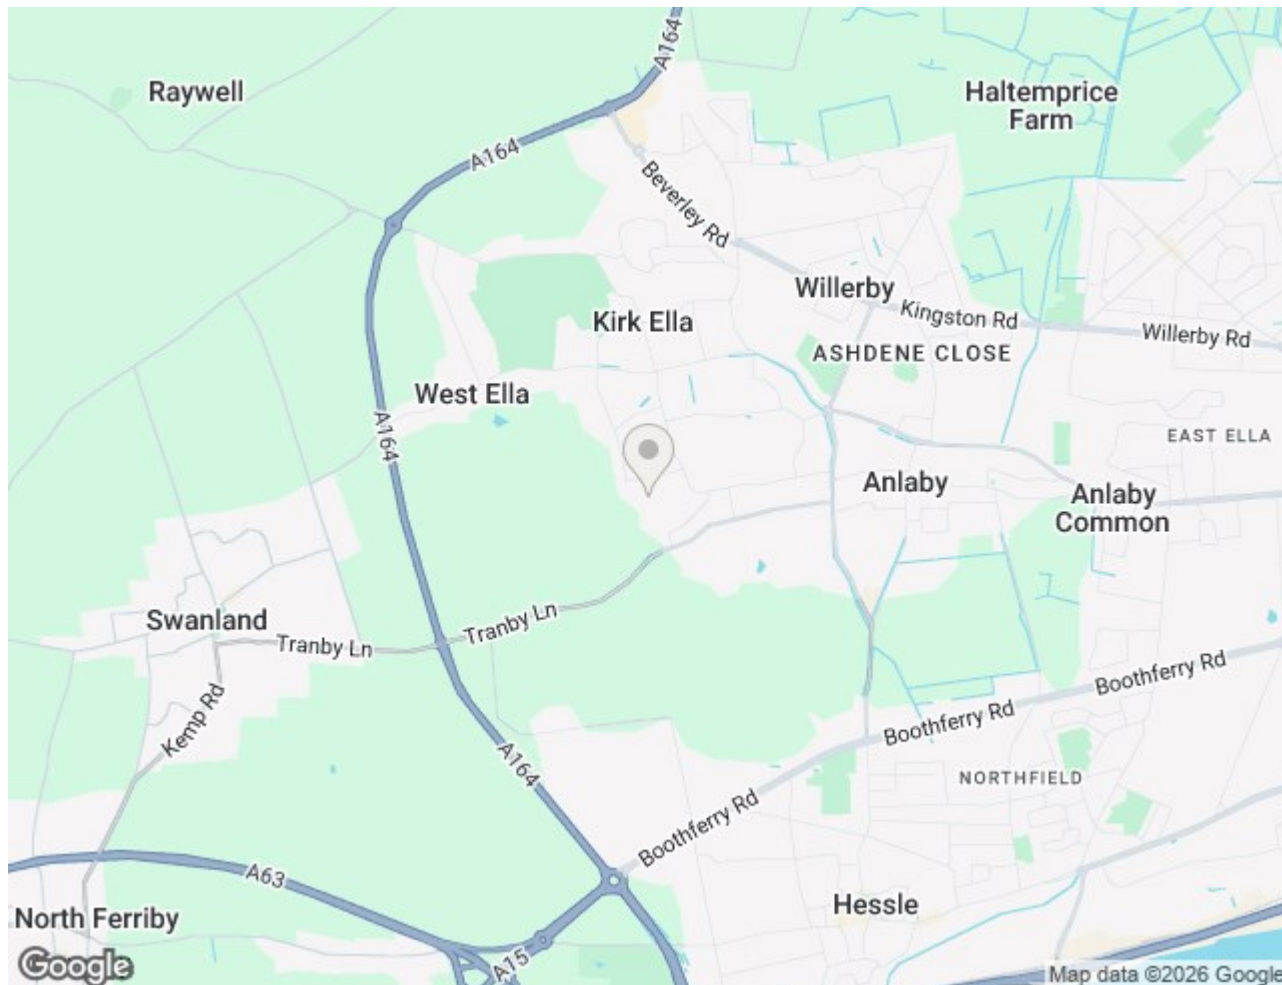 A164
Raywell
Haltemprice
Farm
A164
Beverley Rd
Willerby
Kingston Rd
Willerby Rd
Kirk Ella
ASHDENE CLOSE
West Ella
A164
EAST ELLA
Anlaby
Anlaby
Common
Swanland
Tranby Ln
Tranby Ln
Kemp Rd
Boothferry Rd
Boothferry Rd
A164
NORTHFIELD
Boothferry Rd
A63
Hessle
North Ferriby
A15
Google
Map data ©2026 Google